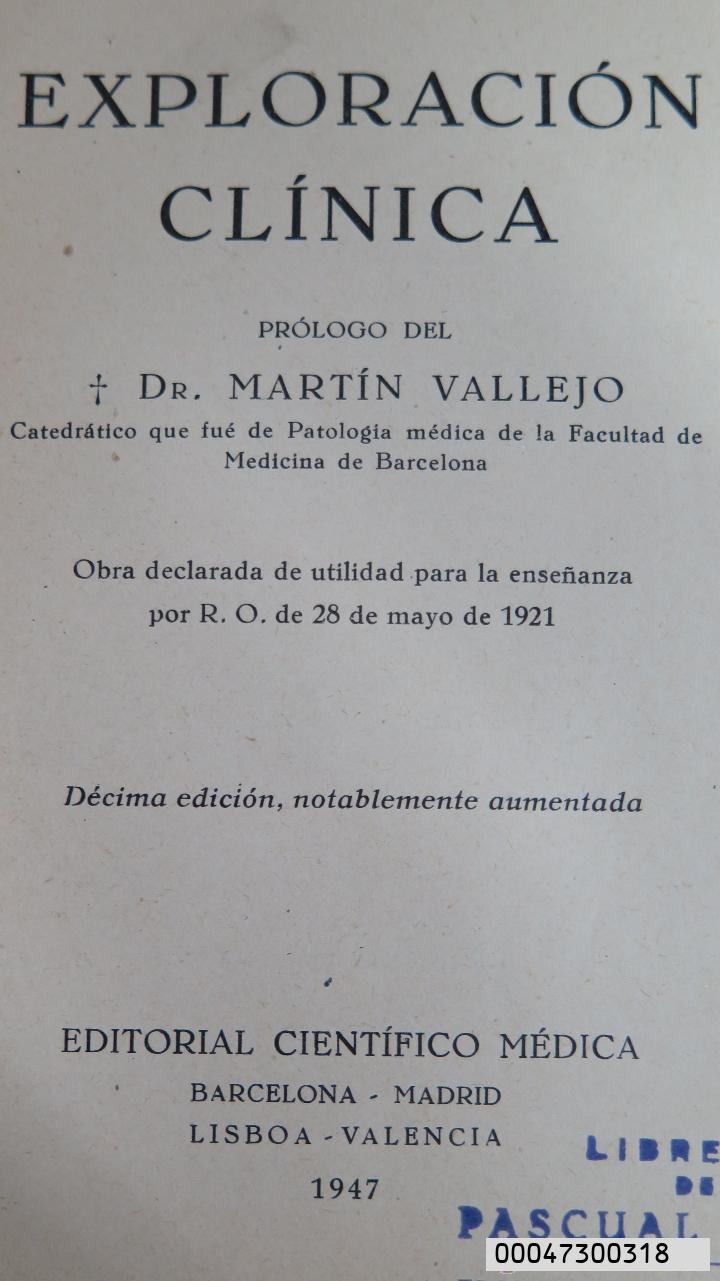 EXPLORACIÓN
CLÍNICA
PRÓLOGO DEL
† DR. MARTÍN VALLEJO
Catedrático que fué de Patologia médica de la Facultad de
Medicina de Barcelona
Obra declarada de utilidad para la enseñanza
por R. O. de 28 de mayo de 1921
Décima edición, notablemente aumentada
EDITORIAL CIENTÍFICO MÉDICA
BARCELONA - MADRID
LISBOA - VALENCIA
1947
LIBRE
DE
PASCUAL
00047300318